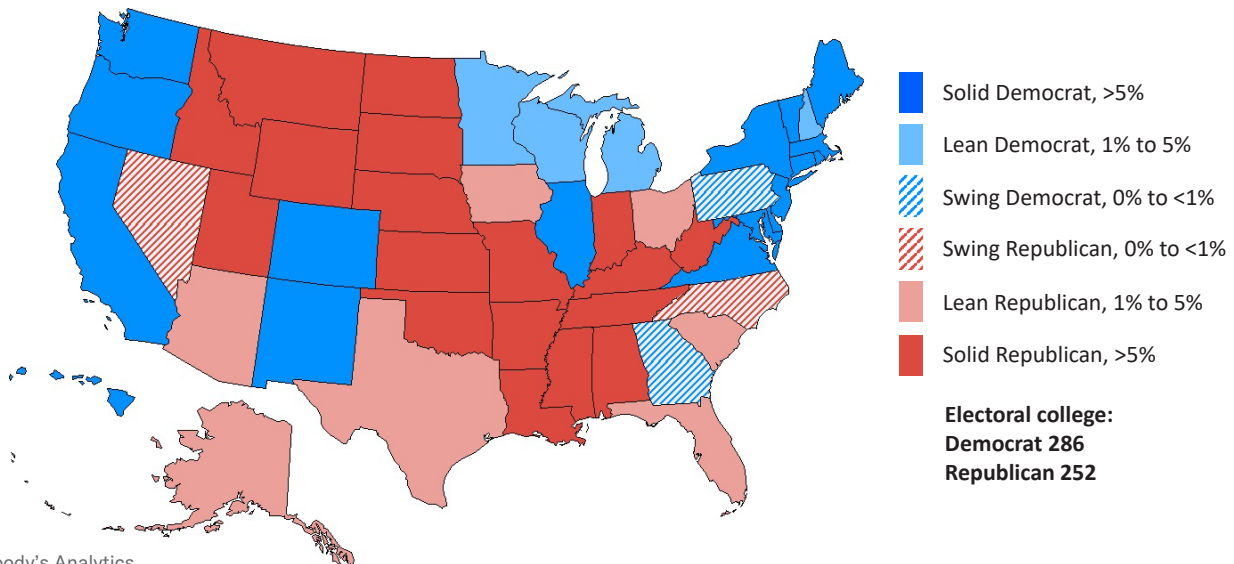 Solid Democrat, >5%
Lean Democrat, 1% to 5%
Swing Democrat, 0% to <1%
Swing Republican, 0% to <1%
Lean Republican, 1% to 5%
Solid Republican, >5%
Electoral college:
Democrat 286
Republican 252
Analytics